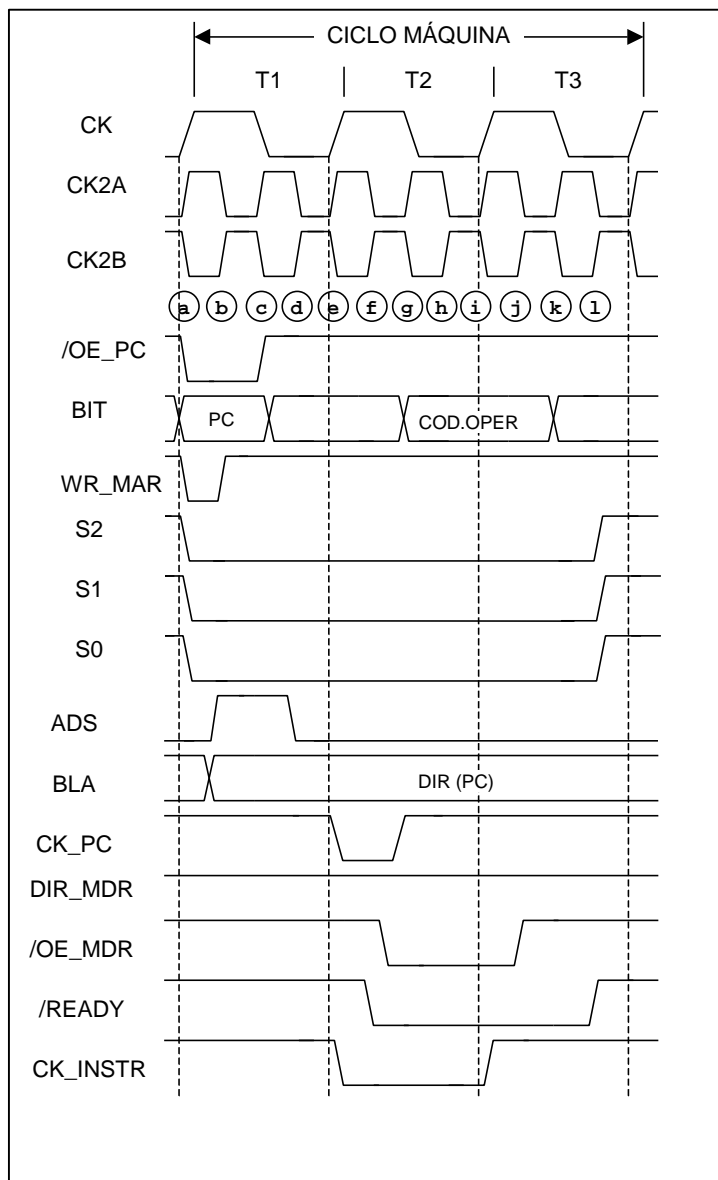 CICLO MÁQUINA
T1 T2 T3
CK
CK2A
CK2B
a b c d e f g h i j k l
/OE_PC
BIT PC COD.OPER
WR_MAR
S2
S1
S0
ADS
BLA DIR (PC)
CK_PC
DIR_MDR
/OE_MDR
/READY
CK_INSTR